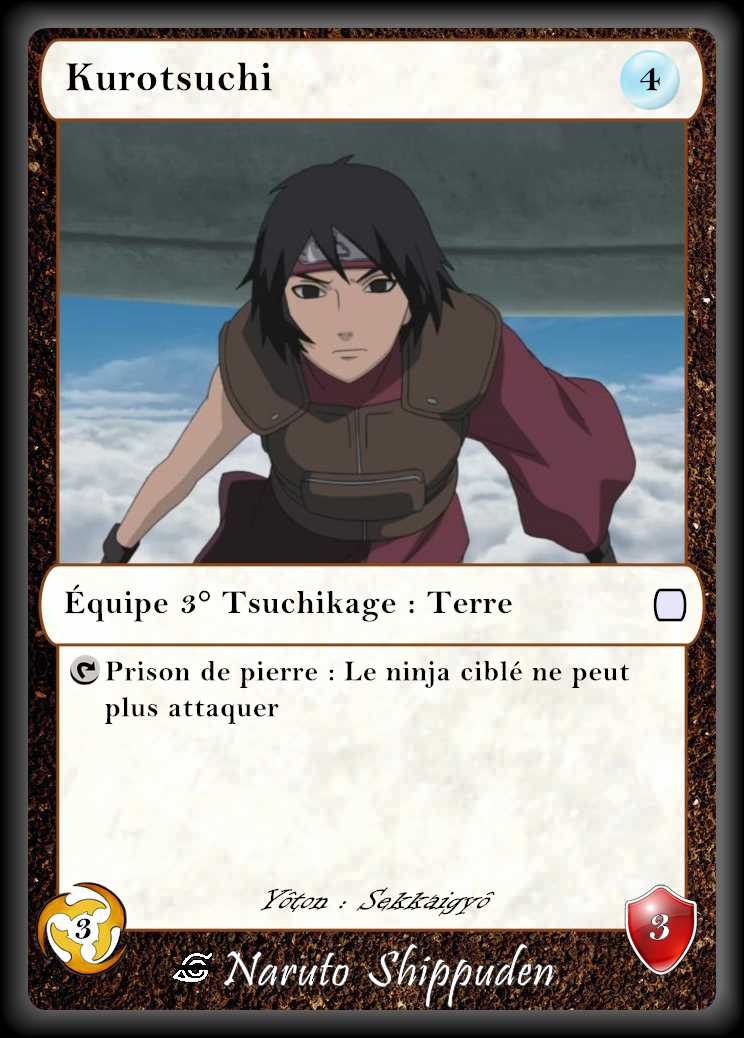 Kurotsuchi
4
Équipe 3° Tsuchikage : Terre
Prison de pierre : Le ninja ciblé ne peut
plus attaquer
Yôton : Sekkaigyô
3
3
Naruto Shippuden